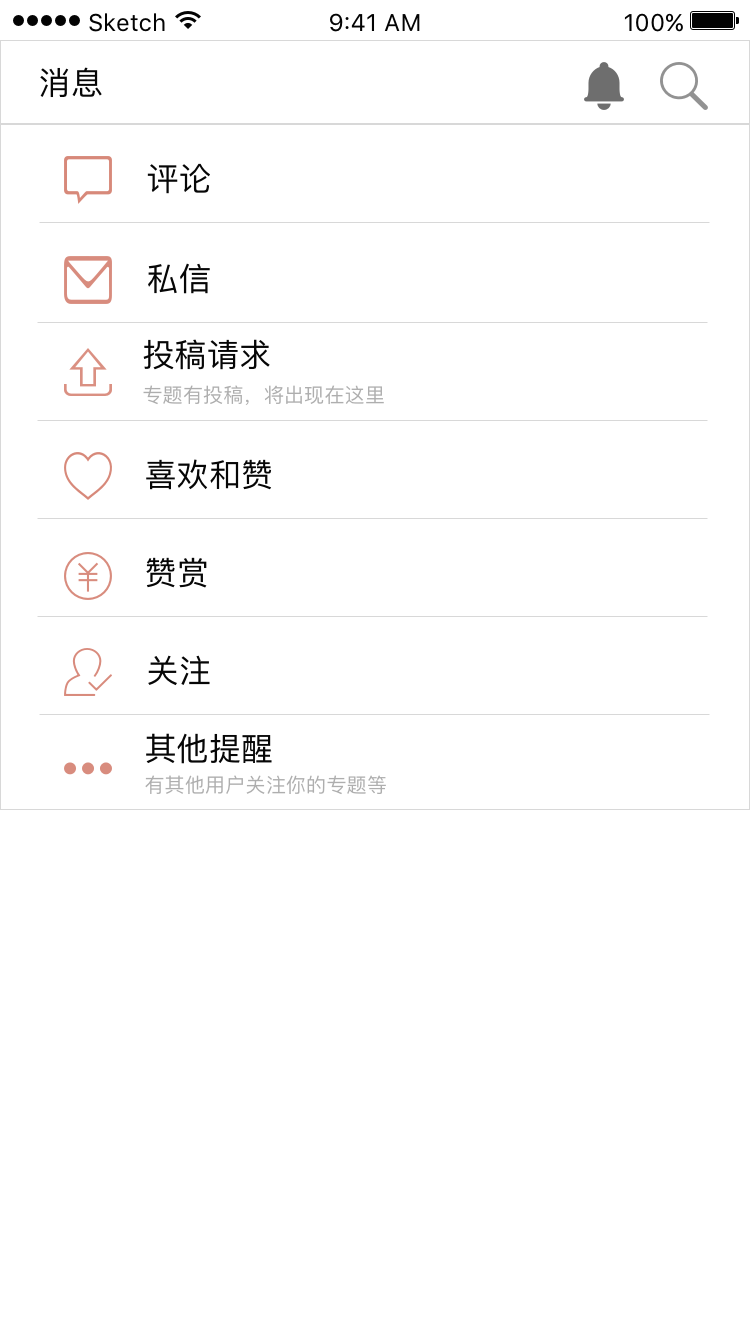 Sketch 9:41 AM 100%
消息
评论
私信
投稿请求
专题有投稿，将出现在这里
喜欢和赞
赞赏
关注
其他提醒
有其他用户关注你的专题等